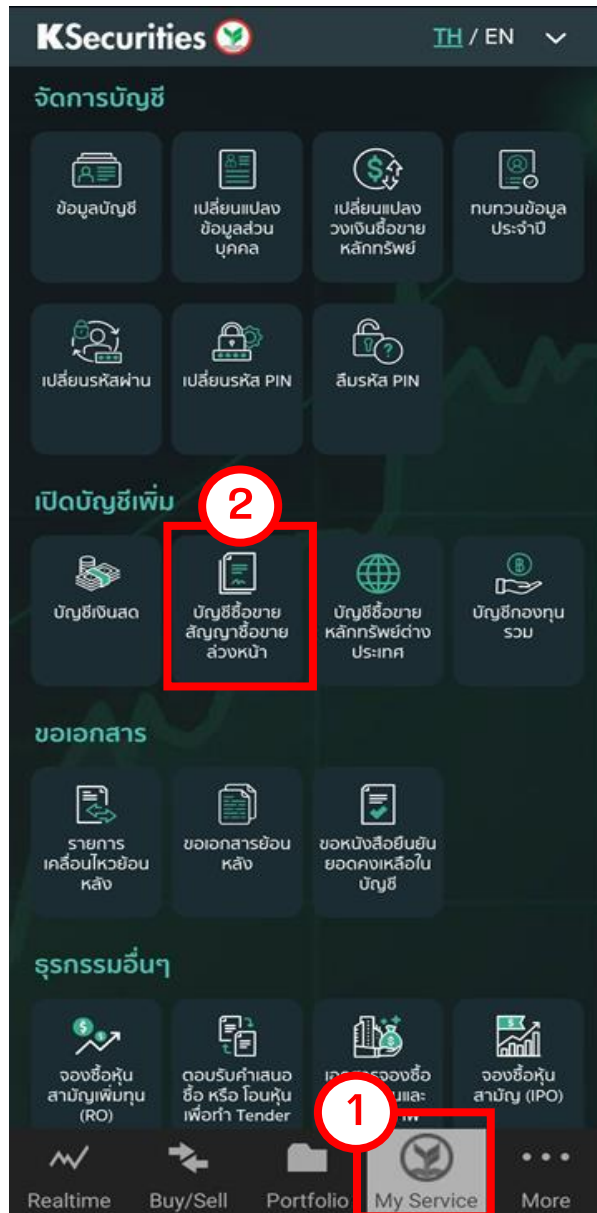 KSecurities TH / EN
จัดการบัญชี
ข้อมูลบัญชี
เปลี่ยนแปลง
ข้อมูลส่วน
บุคคล
เปลี่ยนแปลง
วงเงินซื้อขาย
หลักทรัพย์
ทบทวนข้อมูล
ประจำปี
เปลี่ยนรหัสผ่าน
เปลี่ยนรหัส PIN
ลืมรหัส PIN
เปิดบัญชีเพิ่ม
2
บัญชีเงินสด
บัญชีซื้อขาย
สัญญาซื้อขาย
ล่วงหน้า
บัญชีซื้อขาย
หลักทรัพย์ต่าง
ประเทศ
บัญชีกองทุน
รวม
ขอเอกสาร
รายการ
เคลื่อนไหวย้อน
หลัง
ขอเอกสารย้อน
หลัง
ขอหนังสือยืนยัน
ยอดคงเหลือใน
บัญชี
ธุรกรรมอื่นๆ
จองซื้อหุ้น
สามัญเพิ่มทุน
(RO)
ตอบรับคำเสนอ
ซื้อ หรือ โอนหุ้น
เพื่อทำ Tender
จองซื้อ
และ
จองซื้อหุ้น
สามัญ (IPO)
1
Realtime Buy/Sell Portfolio My Service More